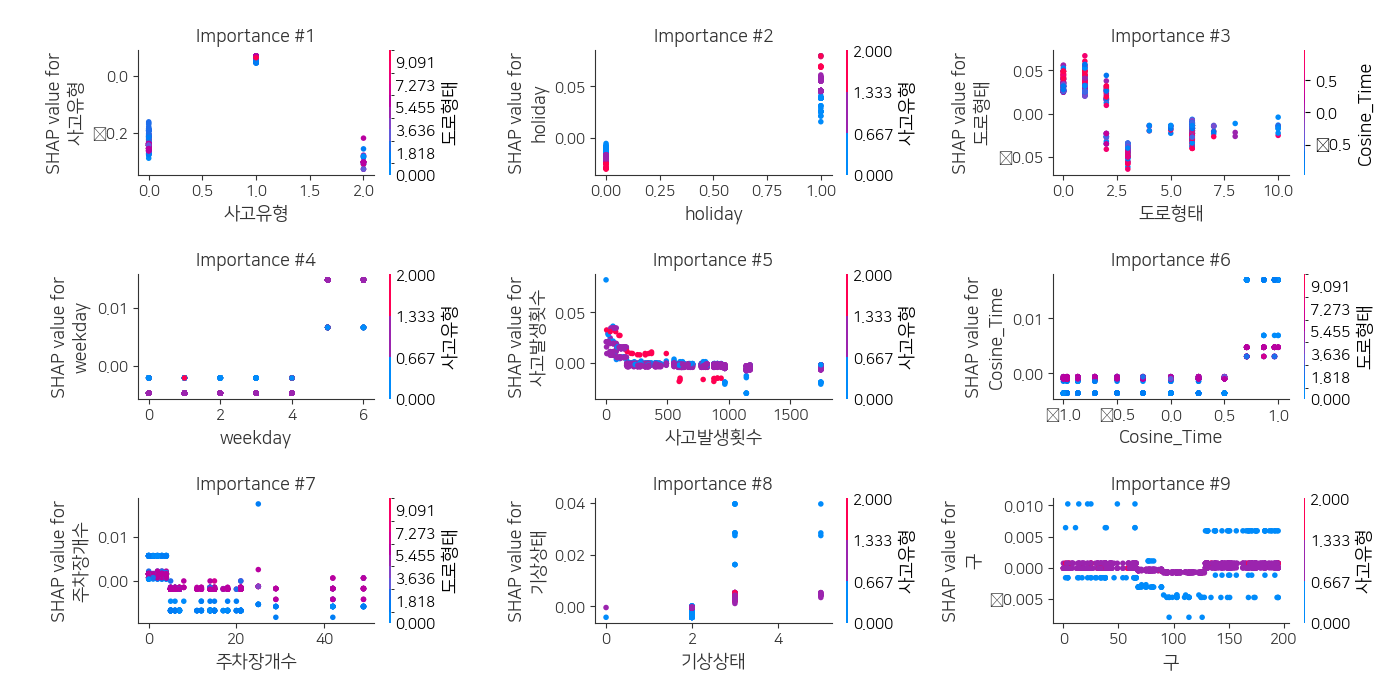 Importance #1
SHAP value for
사고유형
0.0
0.2
9.091
7.273
5.455
3.636
1.818
0.000
도로형태
0.0
0.5
1.0
1.5
2.0
사고유형
Importance #2
SHAP value for
holiday
0.05
0.00
2.000
1.333
0.667
0.000
사고유형
0.00
0.25
0.50
0.75
1.00
holiday
Importance #3
SHAP value for
도로형태
0.05
0.00
0.05
0.5
0.0
0.5
Cosine_Time
0.0
2.5
5.0
7.5
10.0
도로형태
Importance #4
SHAP value for
weekday
0.01
0.00
2.000
1.333
0.667
0.000
사고유형
0
2
4
6
weekday
Importance #5
SHAP value for
사고발생횟수
0.05
0.00
2.000
1.333
0.667
0.000
사고유형
0
500
1000
1500
사고발생횟수
Importance #6
SHAP value for
Cosine_Time
0.01
0.00
9.091
7.273
5.455
3.636
1.818
0.000
도로형태
1.0
0.5
0.0
0.5
1.0
Cosine_Time
Importance #7
SHAP value for
주차장개수
0.01
0.00
9.091
7.273
5.455
3.636
1.818
0.000
도로형태
0
20
40
주차장개수
Importance #8
SHAP value for
기상상태
0.04
0.02
0.00
2.000
1.333
0.667
0.000
사고유형
0
2
4
기상상태
Importance #9
SHAP value for
구
0.010
0.005
0.000
0.005
2.000
1.333
0.667
0.000
사고유형
0
50
100
150
200
구